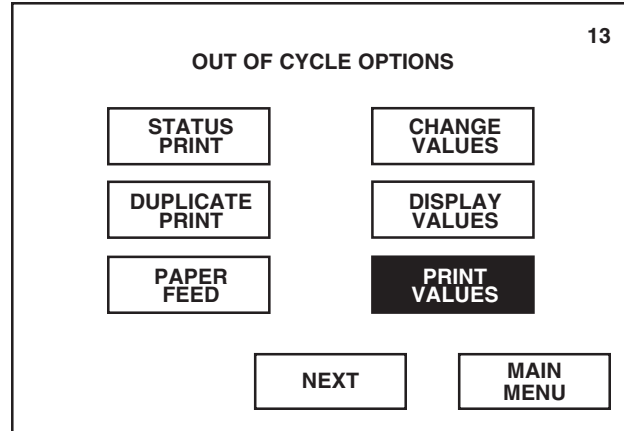 13
OUT OF CYCLE OPTIONS
STATUS
PRINT
CHANGE
VALUES
DUPLICATE
PRINT
DISPLAY
VALUES
PAPER
FEED
PRINT
VALUES
NEXT
MAIN
MENU